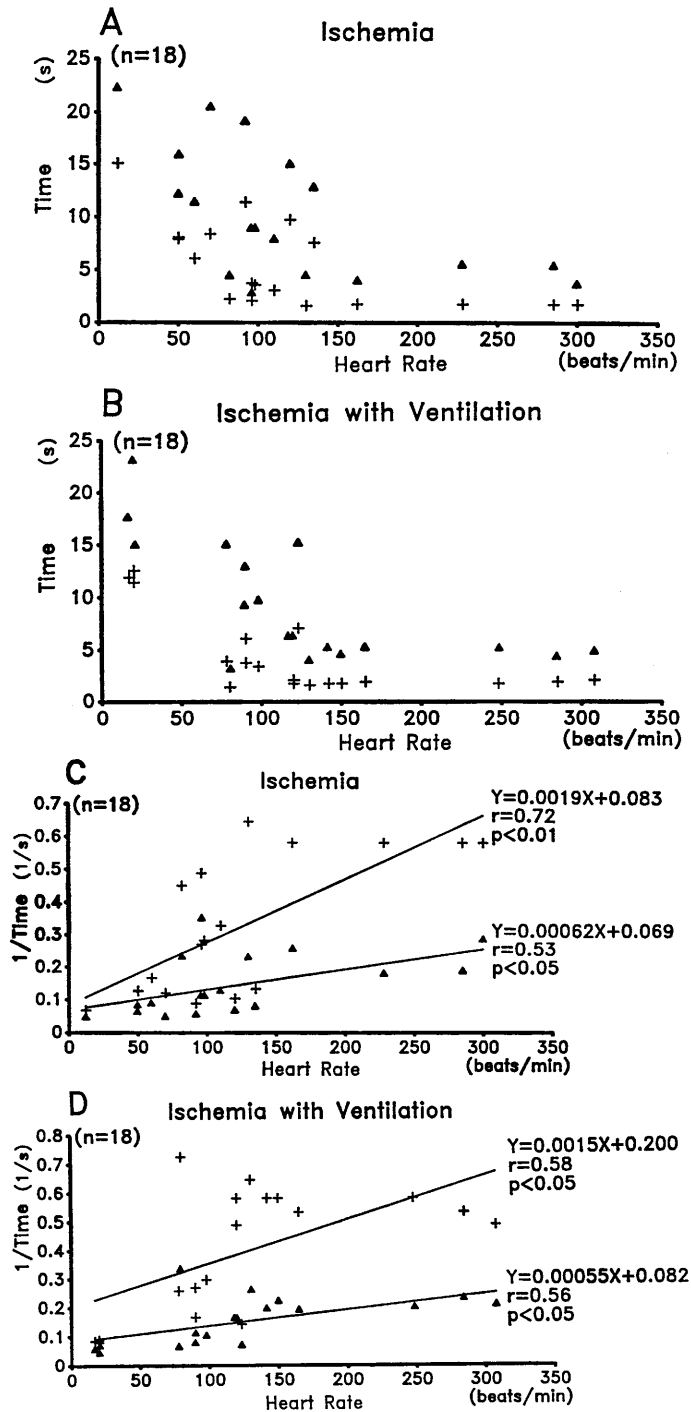 A
Ischemia
(s)
(n=18)
25
20
15
10
5
0
Time
0 50 100 150 200 250 300 350
Heart Rate
(beats/min)
B
Ischemia with Ventilation
(s)
(n=18)
25
20
15
10
5
0
Time
0 50 100 150 200 250 300 350
Heart Rate
(beats/min)
C
Ischemia
(n=18)
0.7
0.6
0.5
0.4
0.3
0.2
0.1
0
1/Time (1/s)
Y=0.0019X+0.083
r=0.72
p<0.01
Y=0.00062X+0.069
r=0.53
p<0.05
0 50 100 150 200 250 300 350
Heart Rate
(beats/min)
D
Ischemia with Ventilation
(n=18)
0.8
0.7
0.6
0.5
0.4
0.3
0.2
0.1
0
1/Time (1/s)
Y=0.0015X+0.200
r=0.58
p<0.05
Y=0.00055X+0.082
r=0.56
p<0.05
0 50 100 150 200 250 300 350
Heart Rate
(beats/min)